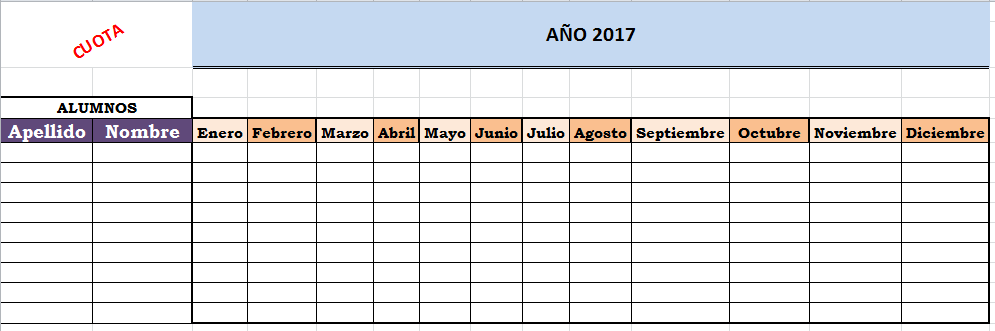 CUOTA
AÑO 2017
ALUMNOS
Apellido Nombre Enero Febrero Marzo Abril Mayo Junio Julio Agosto Septiembre Octubre Noviembre Diciembre